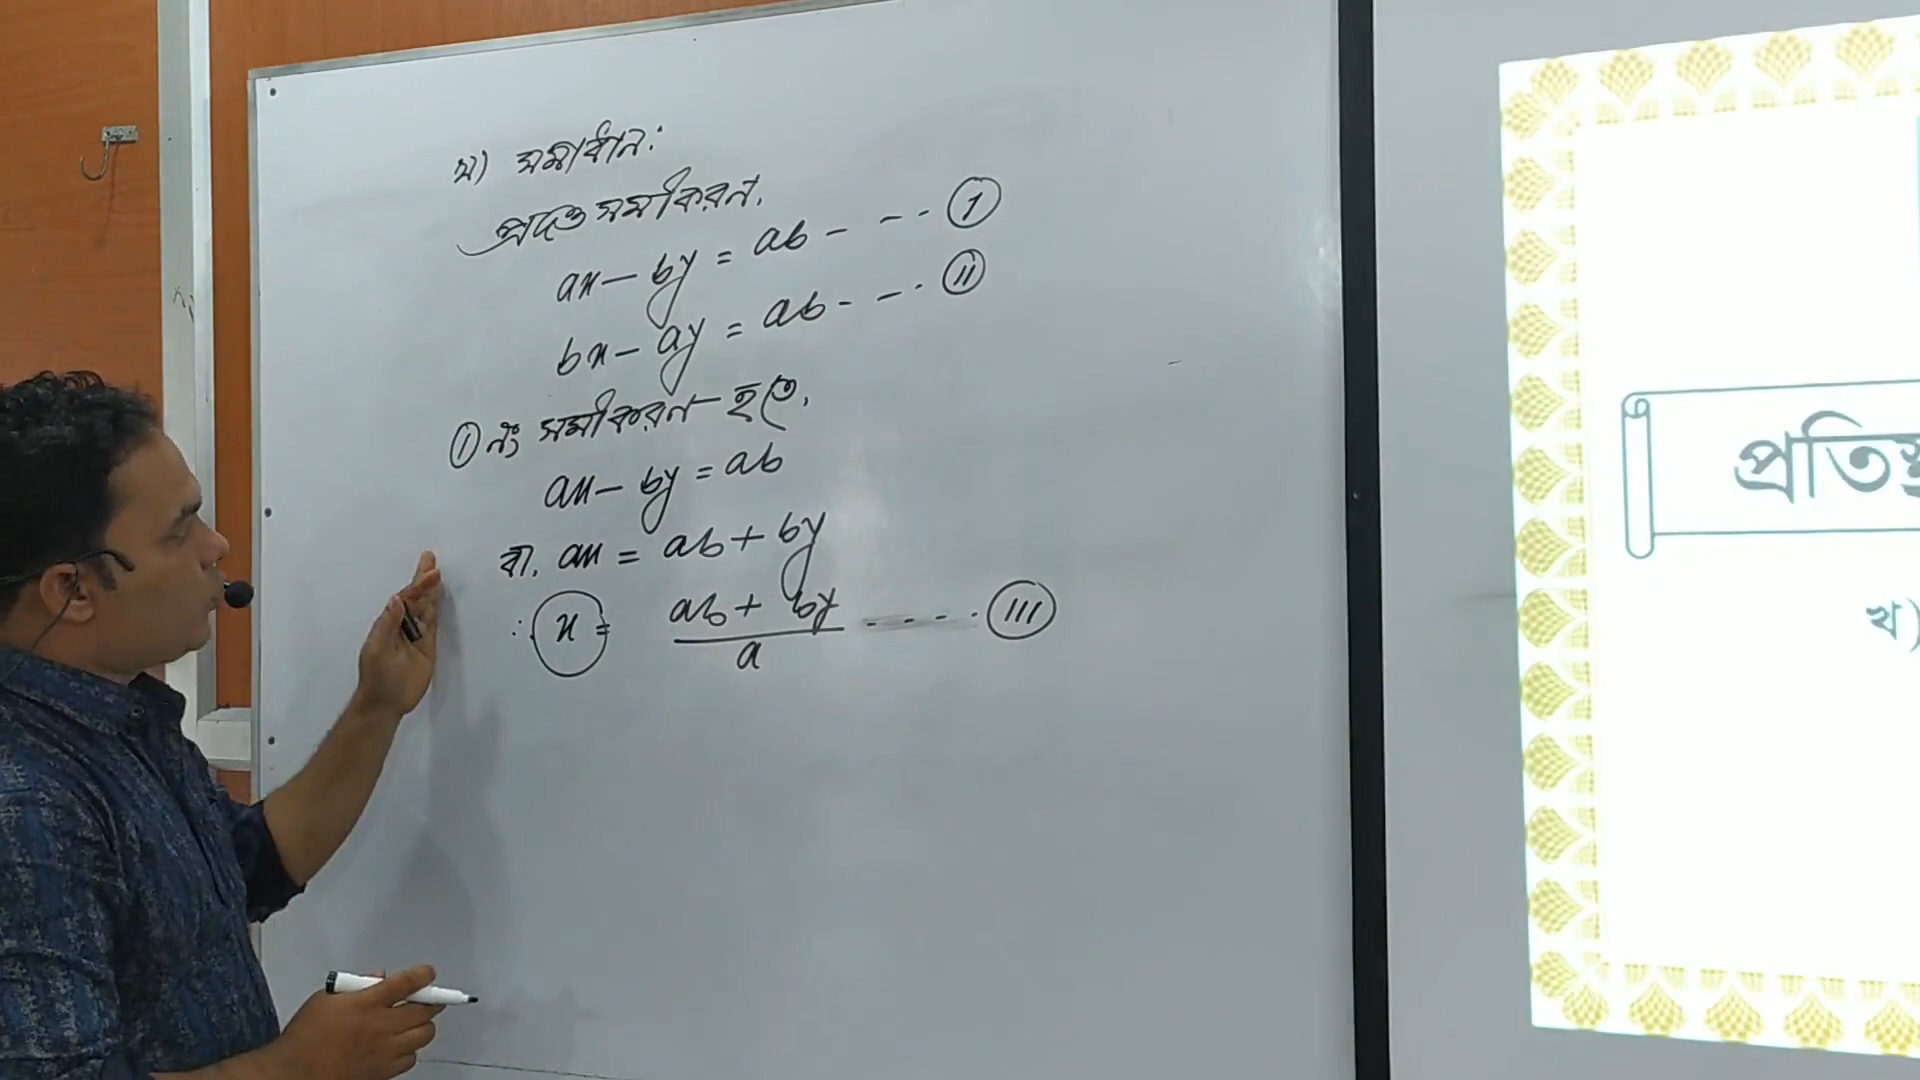 খ) সমাধান:
প্রদত্ত সমীকরণ,
ax - by = ab - - - (i)
bx - ay = ab - - - (ii)
(i) নং সমীকরণ হতে,
ax - by = ab
বা, ax = ab + by
∴ x = (ab + by) / a - - - - (iii)
খ)